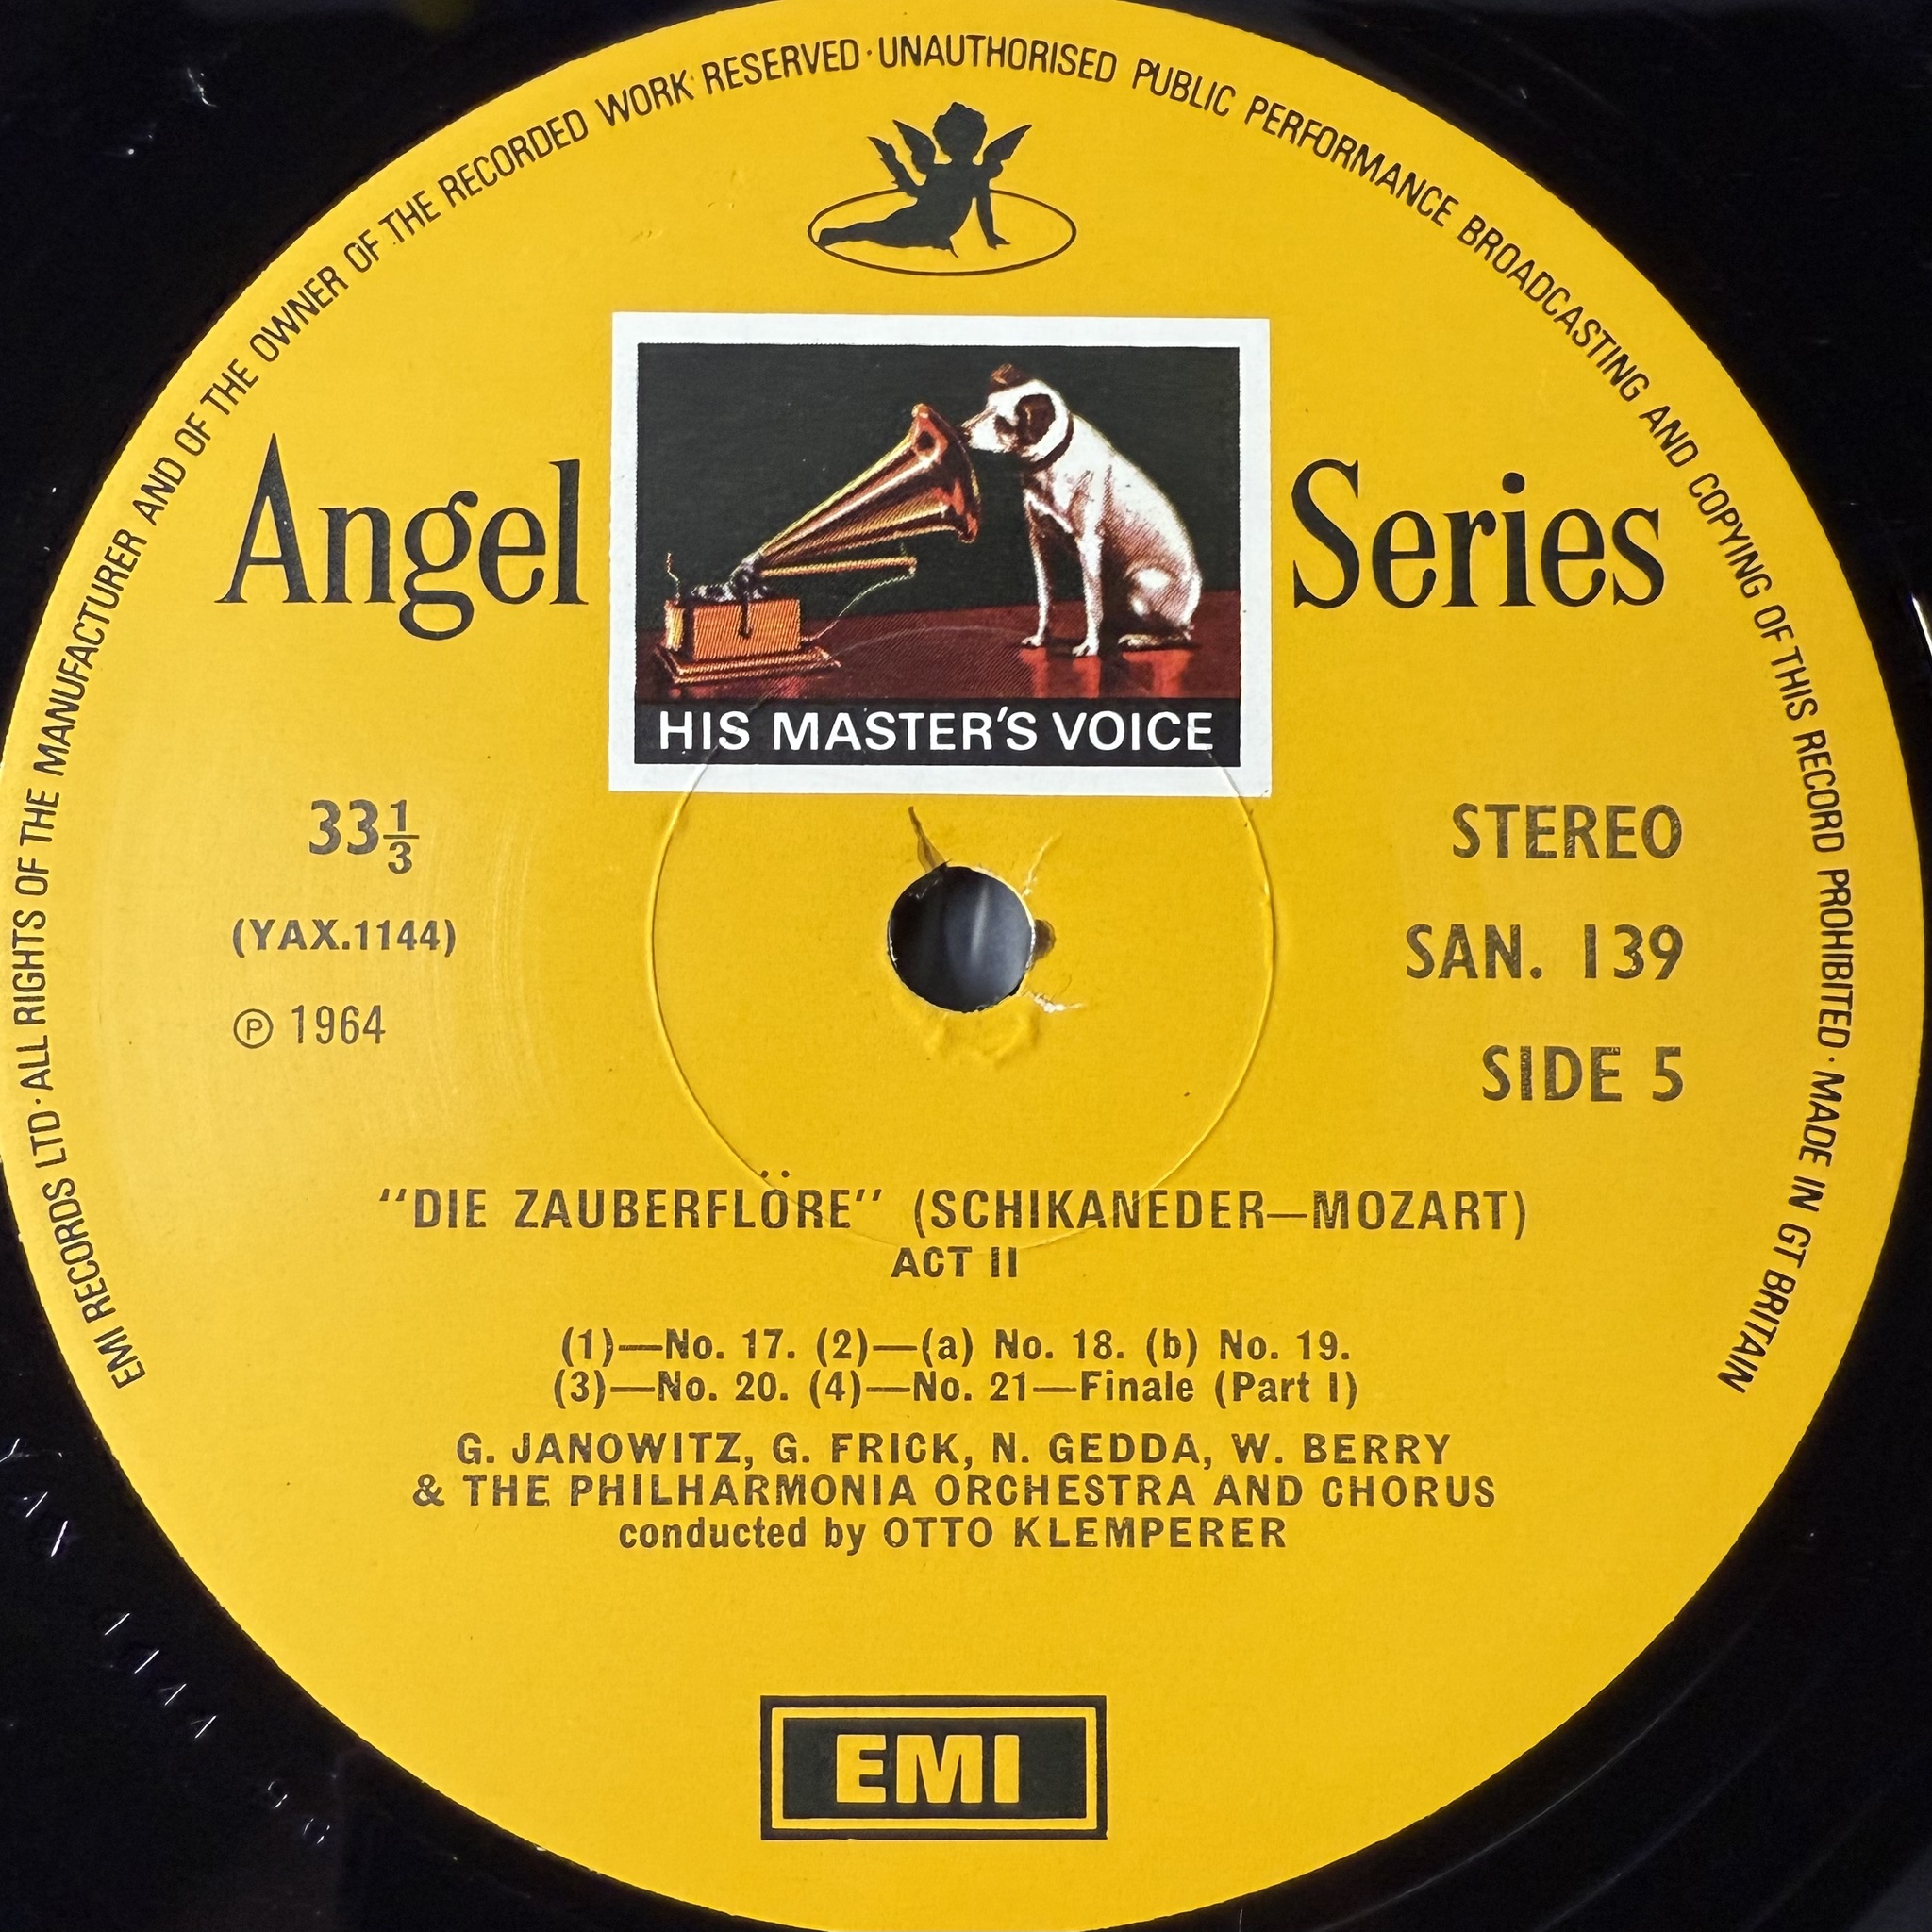 EMI RECORDS LTD · ALL RIGHTS OF THE MANUFACTURER AND OF THE OWNER OF THE RECORDED WORK RESERVED · UNAUTHORISED PUBLIC PERFORMANCE BROADCASTING AND COPYING OF THIS RECORD PROHIBITED · MADE IN GT BRITAIN
Angel Series
HIS MASTER'S VOICE
33⅓
(YAX.1144)
℗ 1964
STEREO
SAN. 139
SIDE 5
"DIE ZAUBERFLÖRE" (SCHIKANEDER—MOZART)
ACT II
(1)—No. 17. (2)—(a) No. 18. (b) No. 19.
(3)—No. 20. (4)—No. 21—Finale (Part I)
G. JANOWITZ, G. FRICK, N. GEDDA, W. BERRY
& THE PHILHARMONIA ORCHESTRA AND CHORUS
conducted by OTTO KLEMPERER
EMI